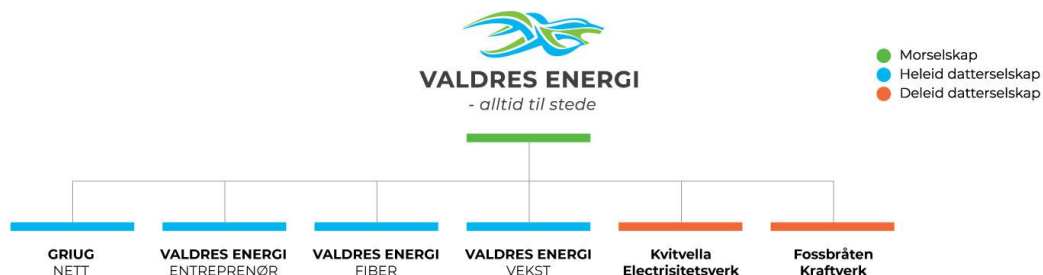 VALDRES ENERGI
- alltid til stede
Morselskap
Heleid datterselskap
Deleid datterselskap
GRIUG
NETT
VALDRES ENERGI
ENTREPRENØR
VALDRES ENERGI
FIBER
VALDRES ENERGI
VEKST
Kvitvella
Electrisitetsverk
Fossbråten
Kraftverk